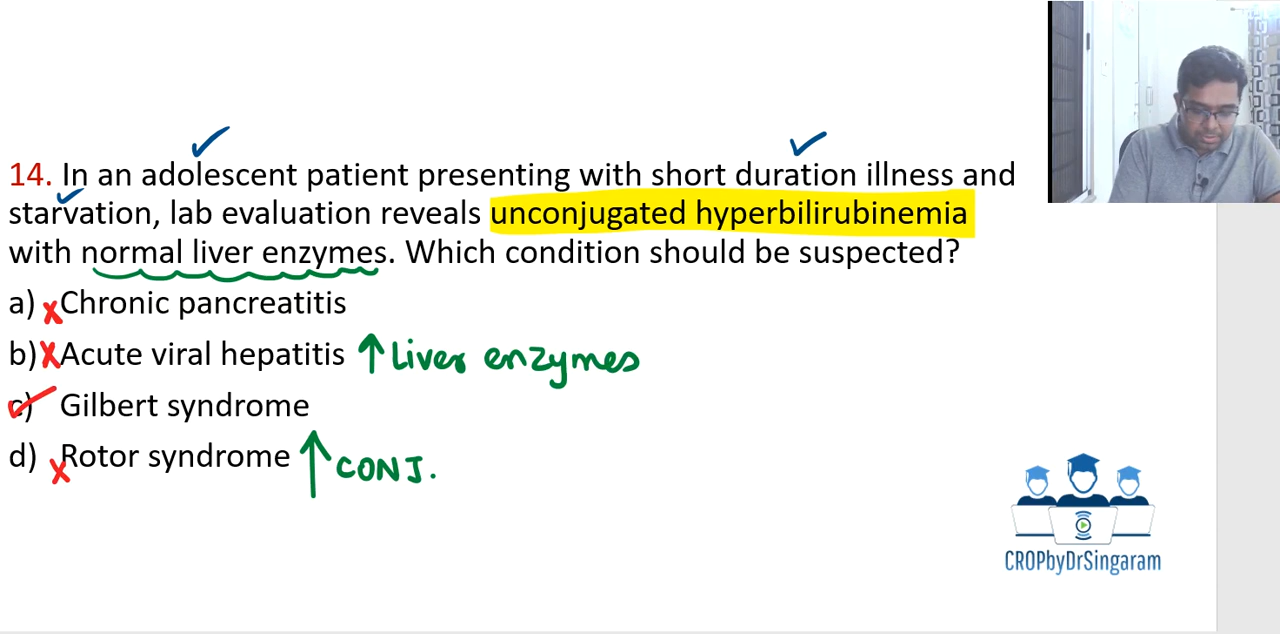 14. In an adolescent patient presenting with short duration illness and
starvation, lab evaluation reveals unconjugated hyperbilirubinemia
with normal liver enzymes. Which condition should be suspected?
a) Chronic pancreatitis
b) Acute viral hepatitis ↑ Liver enzymes
c) Gilbert syndrome
d) Rotor syndrome ↑ CONJ.
CROPbyDrSingaram